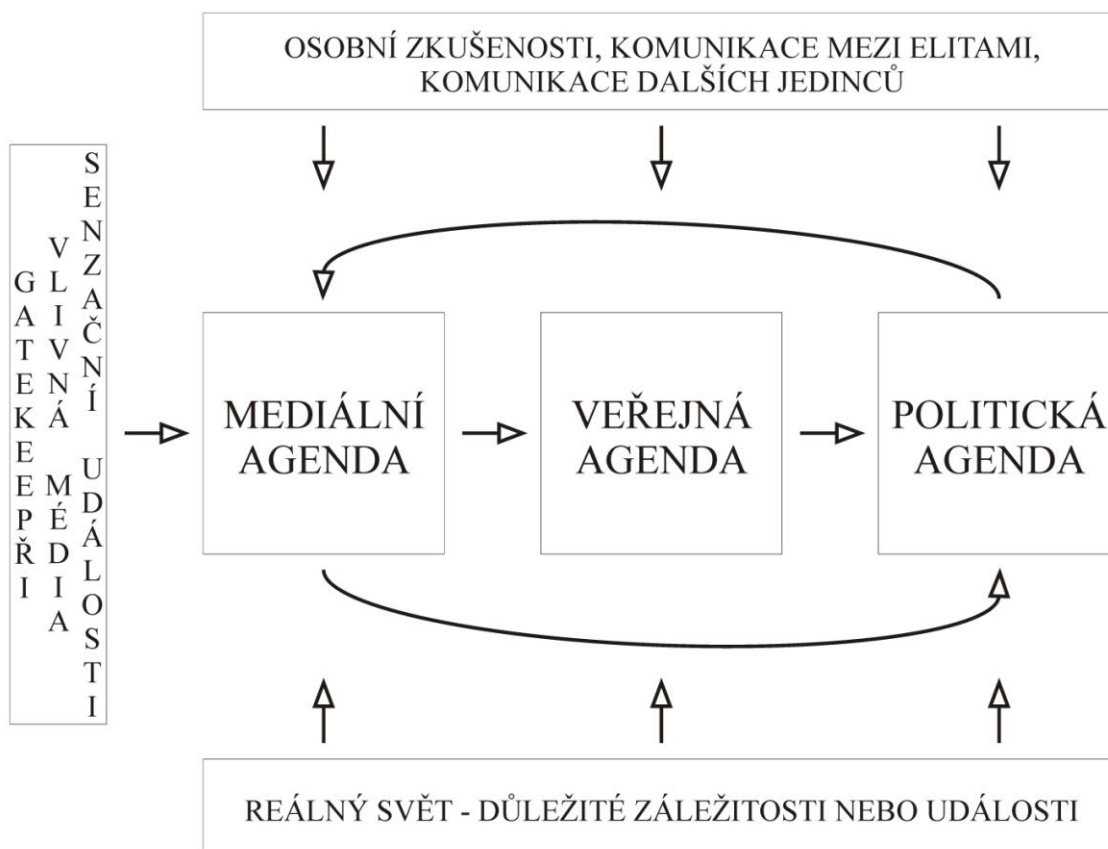 OSOBNÍ ZKUŠENOSTI, KOMUNIKACE MEZI ELITAMI,
KOMUNIKACE DALŠÍCH JEDINCŮ
GATEKEEPŘI
VLIVNÁ MÉDIA
SENZAČNÍ UDÁLOSTI
MEDIÁLNÍ
AGENDA
VEŘEJNÁ
AGENDA
POLITICKÁ
AGENDA
REÁLNÝ SVĚT - DŮLEŽITÉ ZÁLEŽITOSTI NEBO UDÁLOSTI